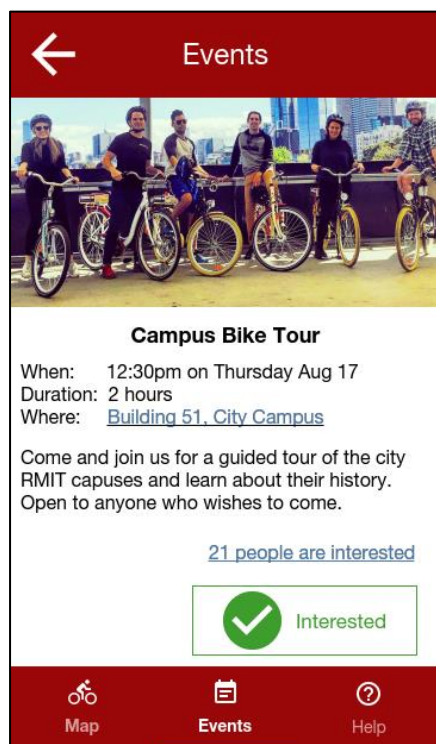 Events
Campus Bike Tour
When: 12:30pm on Thursday Aug 17
Duration: 2 hours
Where: Building 51, City Campus
Come and join us for a guided tour of the city
RMIT capuses and learn about their history.
Open to anyone who wishes to come.
21 people are interested
Interested
Map Events Help